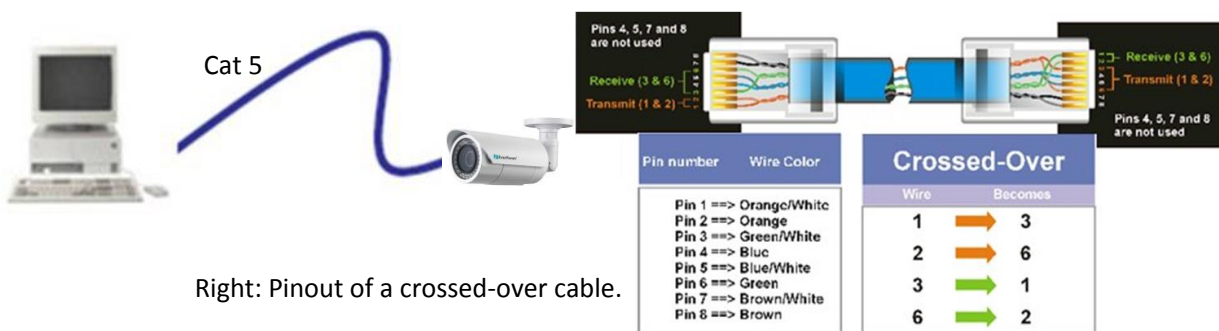 Cat 5
Right: Pinout of a crossed-over cable.
Pins 4, 5, 7 and 8
are not used
Receive (3 & 6)
Transmit (1 & 2)
Receive (3 & 6)
Transmit (1 & 2)
Pins 4, 5, 7 and 8
are not used
Pin number Wire Color
Pin 1 ==> Orange/White
Pin 2 ==> Orange
Pin 3 ==> Green/White
Pin 4 ==> Blue
Pin 5 ==> Blue/White
Pin 6 ==> Green
Pin 7 ==> Brown/White
Pin 8 ==> Brown
Crossed-Over
Wire Becomes
1 3
2 6
3 1
6 2